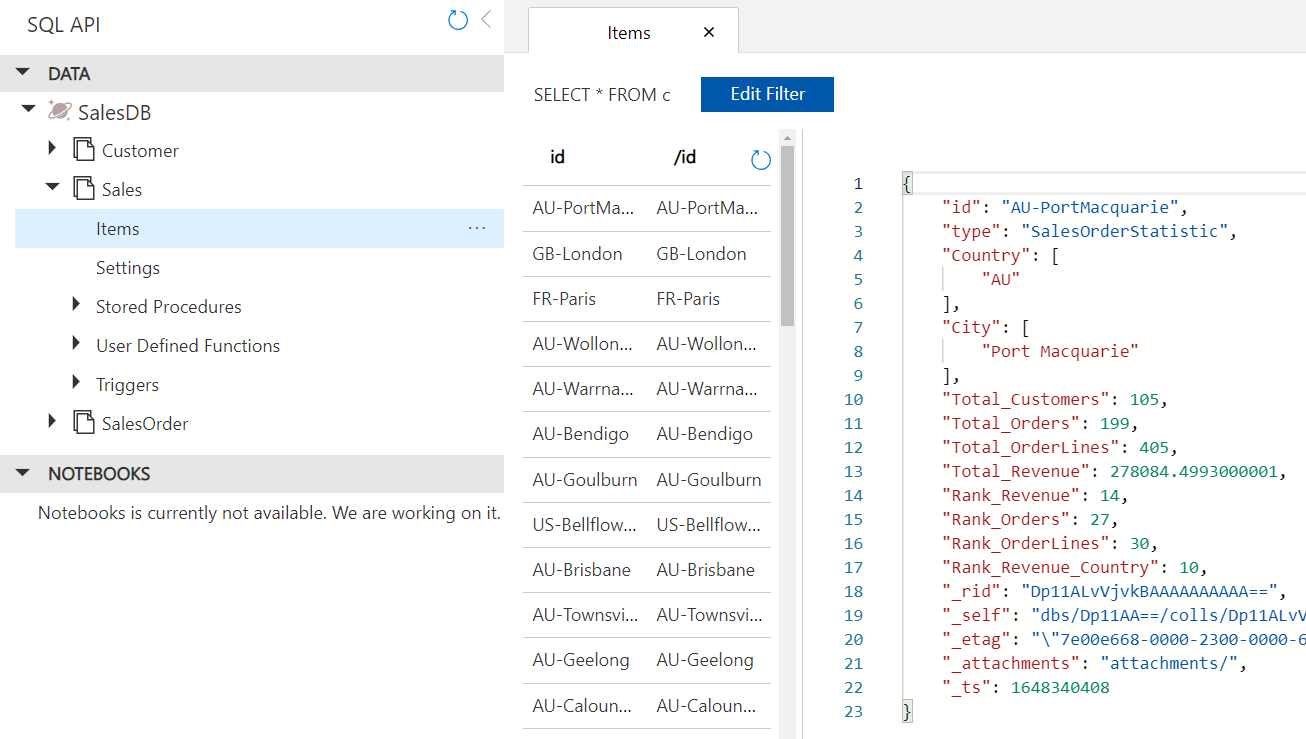 SQL API
DATA
SalesDB
Customer
Sales
Items
...
Settings
Stored Procedures
User Defined Functions
Triggers
SalesOrder
NOTEBOOKS
Notebooks is currently not available. We are working on it.
Items
SELECT * FROM c
Edit Filter
id /id
AU-PortMa... AU-PortMa...
GB-London GB-London
FR-Paris FR-Paris
AU-Wollon... AU-Wollon...
AU-Warrna... AU-Warrna...
AU-Bendigo AU-Bendigo
AU-Goulburn AU-Goulburn
US-Bellflow... US-Bellflow...
AU-Brisbane AU-Brisbane
AU-Townsvi... AU-Townsvi...
AU-Geelong AU-Geelong
AU-Caloun... AU-Caloun...
1 {
2 "id": "AU-PortMacquarie",
3 "type": "SalesOrderStatistic",
4 "Country": [
5 "AU"
6 ],
7 "City": [
8 "Port Macquarie"
9 ],
10 "Total_Customers": 105,
11 "Total_Orders": 199,
12 "Total_OrderLines": 405,
13 "Total_Revenue": 278084.4993000001,
14 "Rank_Revenue": 14,
15 "Rank_Orders": 27,
16 "Rank_OrderLines": 30,
17 "Rank_Revenue_Country": 10,
18 "_rid": "Dp11ALvVjvkBAAAAAAAAAA==",
19 "_self": "dbs/Dp11AA==/colls/Dp11ALvV
20 "_etag": "\"7e00e668-0000-2300-0000-6
21 "_attachments": "attachments/",
22 "_ts": 1648340408
23 }